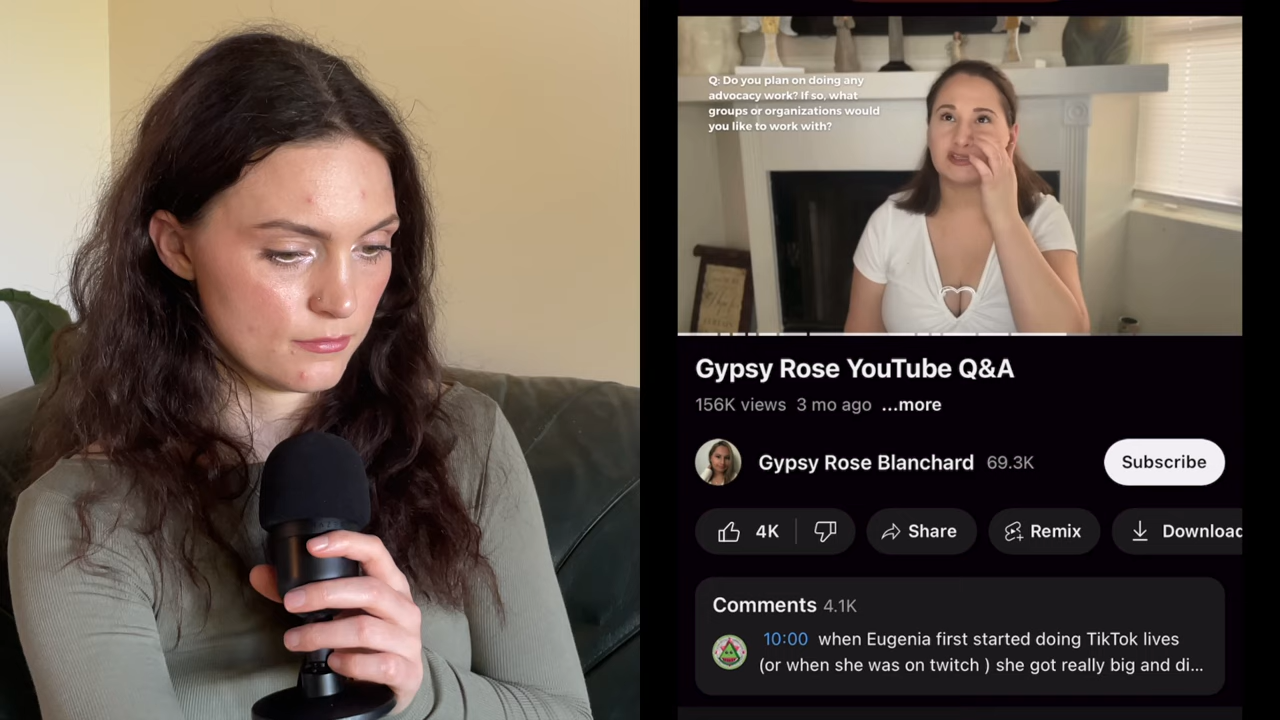 Q: Do you plan on doing any
advocacy work? If so, what
groups or organizations would
you like to work with?
Gypsy Rose YouTube Q&A
156K views 3 mo ago ...more
Gypsy Rose Blanchard 69.3K
Subscribe
4K
Share
Remix
Download
Comments 4.1K
10:00 when Eugenia first started doing TikTok lives
(or when she was on twitch ) she got really big and di...